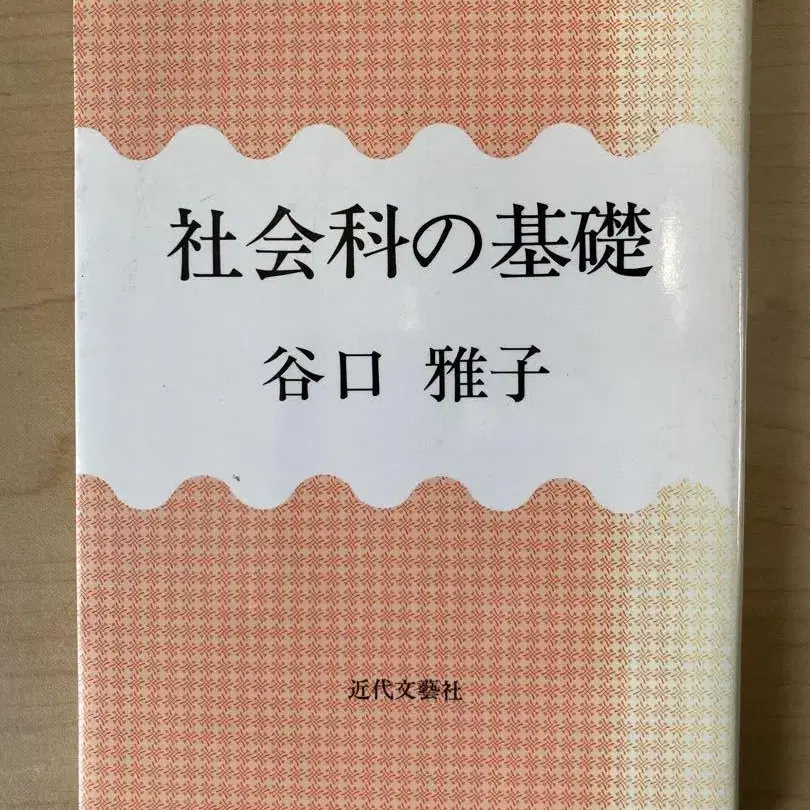 社会科の基礎
谷口 雅子
近代文藝社